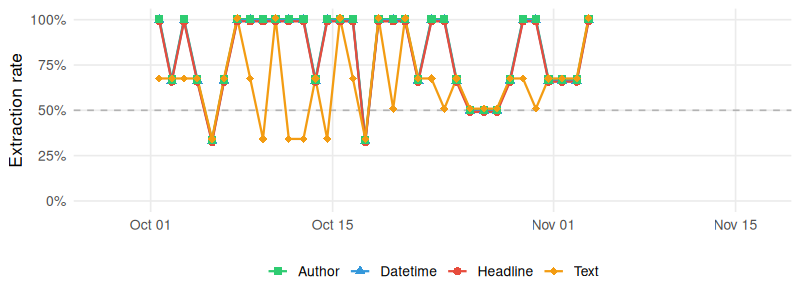 Extraction rate
100%
75%
50%
25%
0%
Oct 01 Oct 15 Nov 01 Nov 15
Author Datetime Headline Text